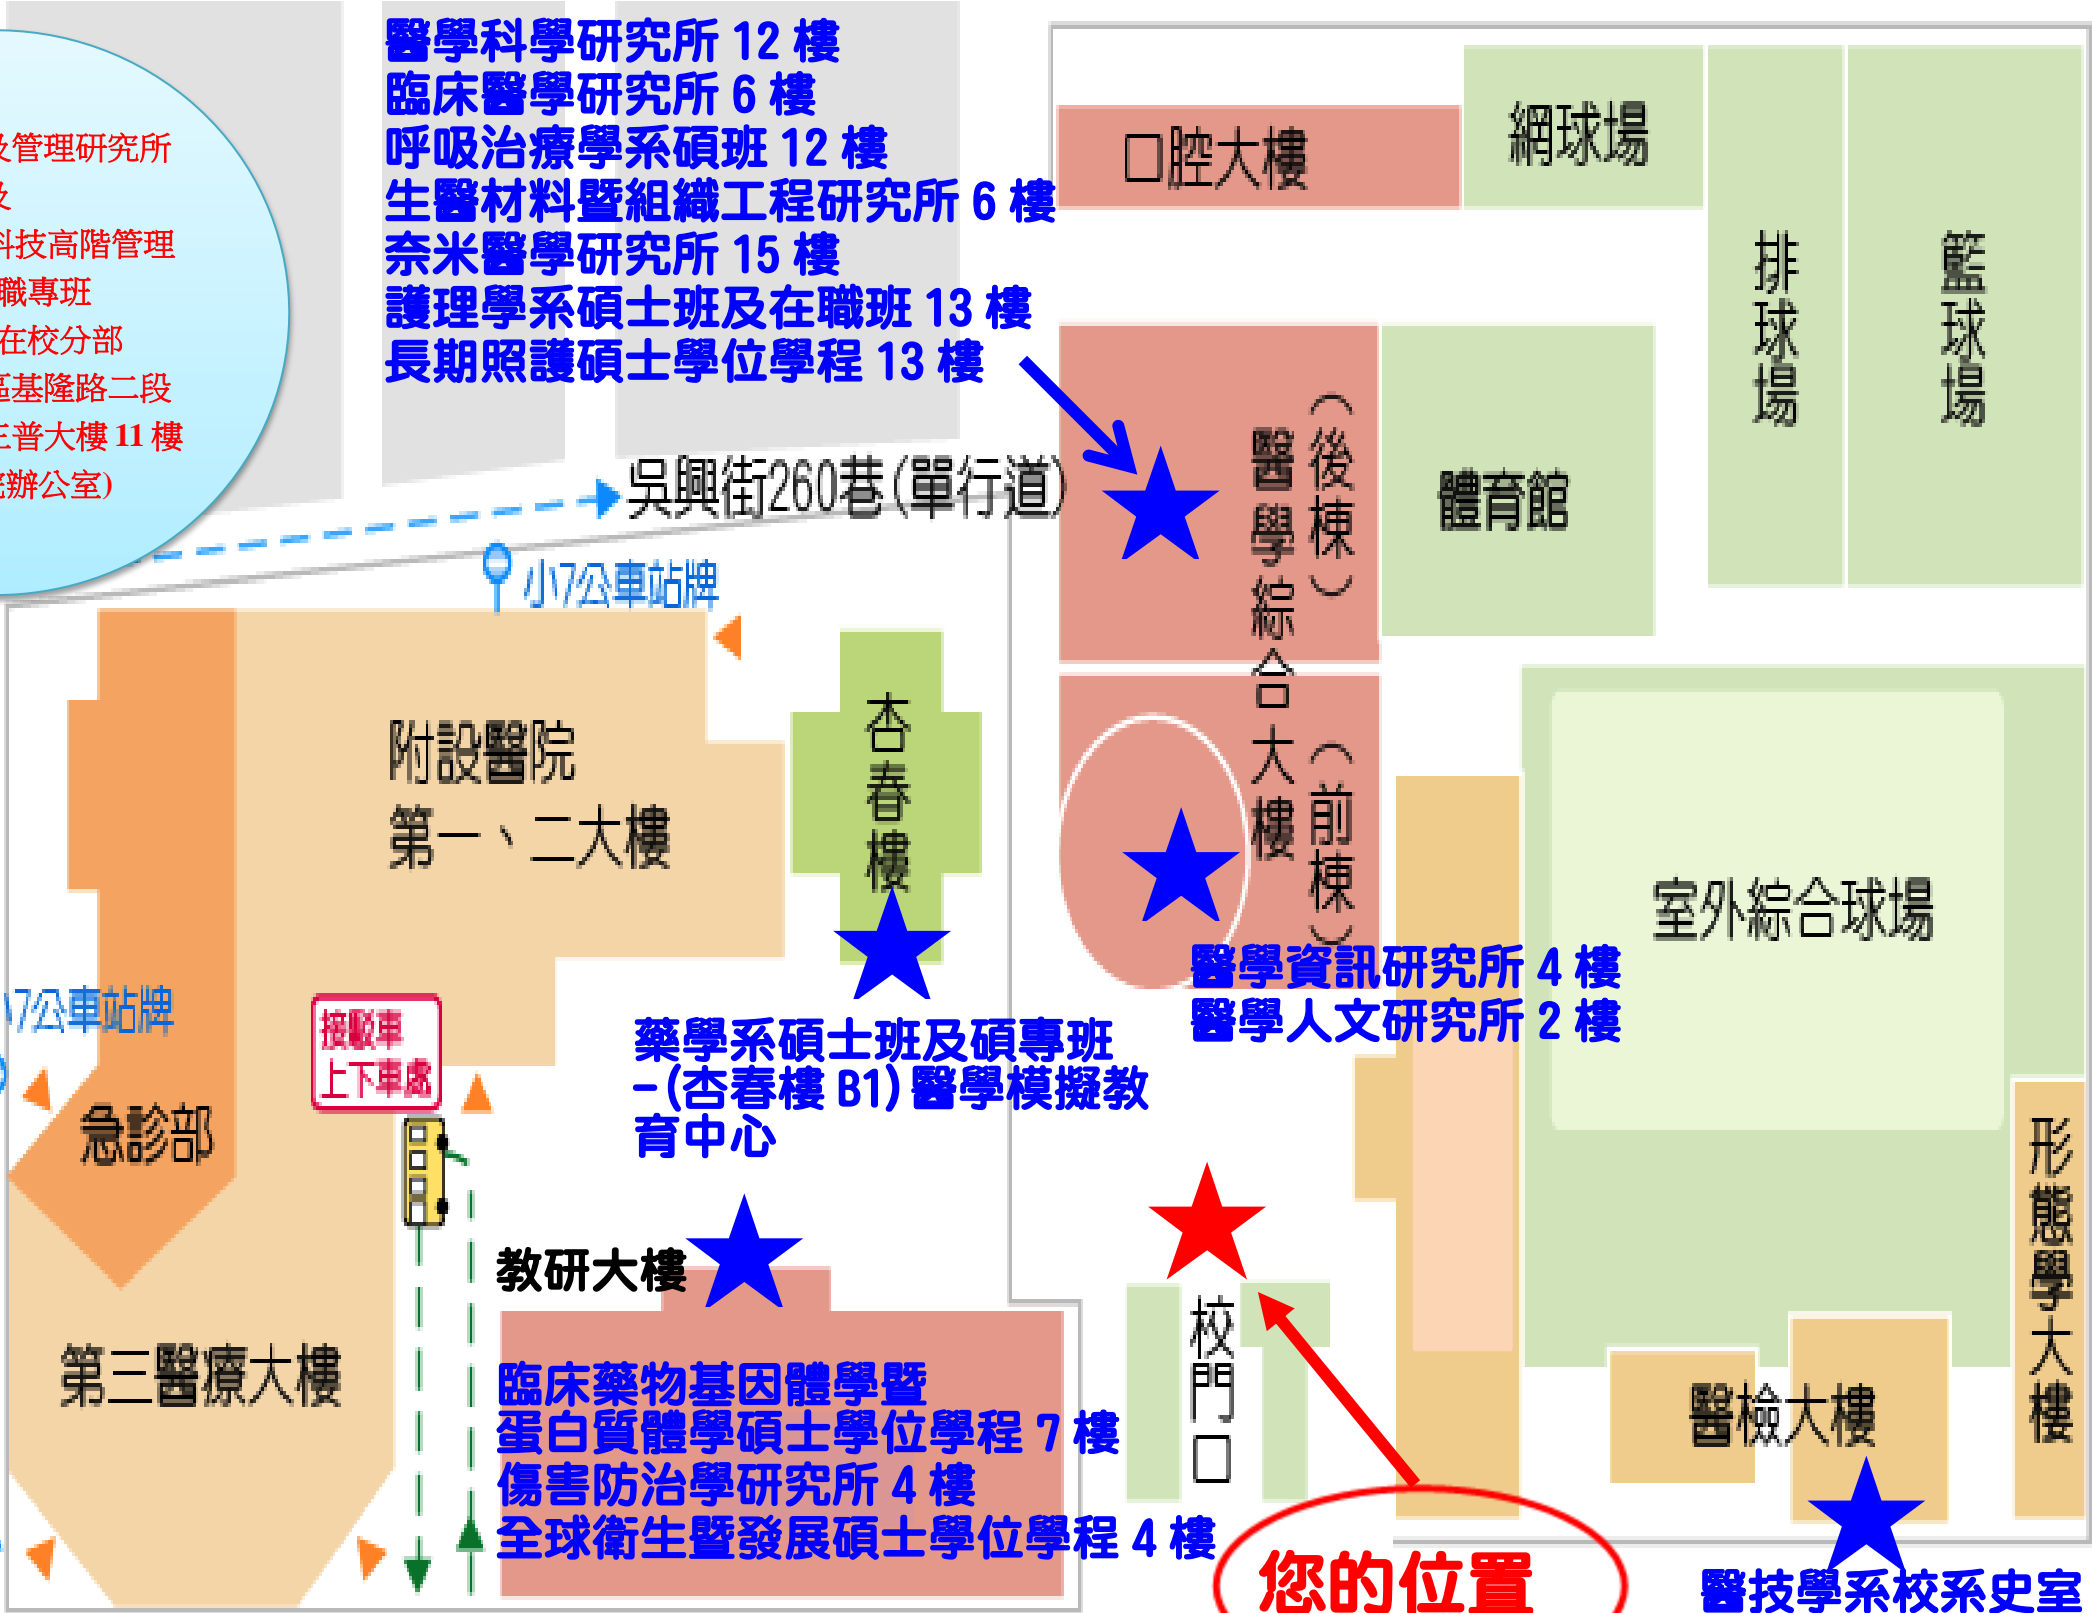 醫學科學研究所 12 樓
臨床醫學研究所 6 樓
呼吸治療學系碩班 12 樓
生醫材料暨組織工程研究所 6 樓
奈米醫學研究所 15 樓
護理學系碩士班及在職班 13 樓
長期照護碩士學位學程 13 樓
及管理研究所
及
科技高階管理
職專班
在校分部
區基隆路二段
三普大樓 11 樓
辦公室)
口腔大樓
網球場
排球場
籃球場
吳興街260巷(單行道)
小7公車站牌
醫學綜合大樓
(後棟)
(前棟)
體育館
附設醫院
第一、二大樓
杏春樓
室外綜合球場
醫學資訊研究所 4 樓
醫學人文研究所 2 樓
7公車站牌
接駁車
上下車處
藥學系碩士班及碩專班
-(杏春樓 B1) 醫學模擬教
育中心
急診部
形態學大樓
教研大樓
校門口
第三醫療大樓
臨床藥物基因體學暨
蛋白質體學碩士學位學程 7 樓
傷害防治學研究所 4 樓
全球衛生暨發展碩士學位學程 4 樓
醫檢大樓
您的位置
醫技學系校系史室